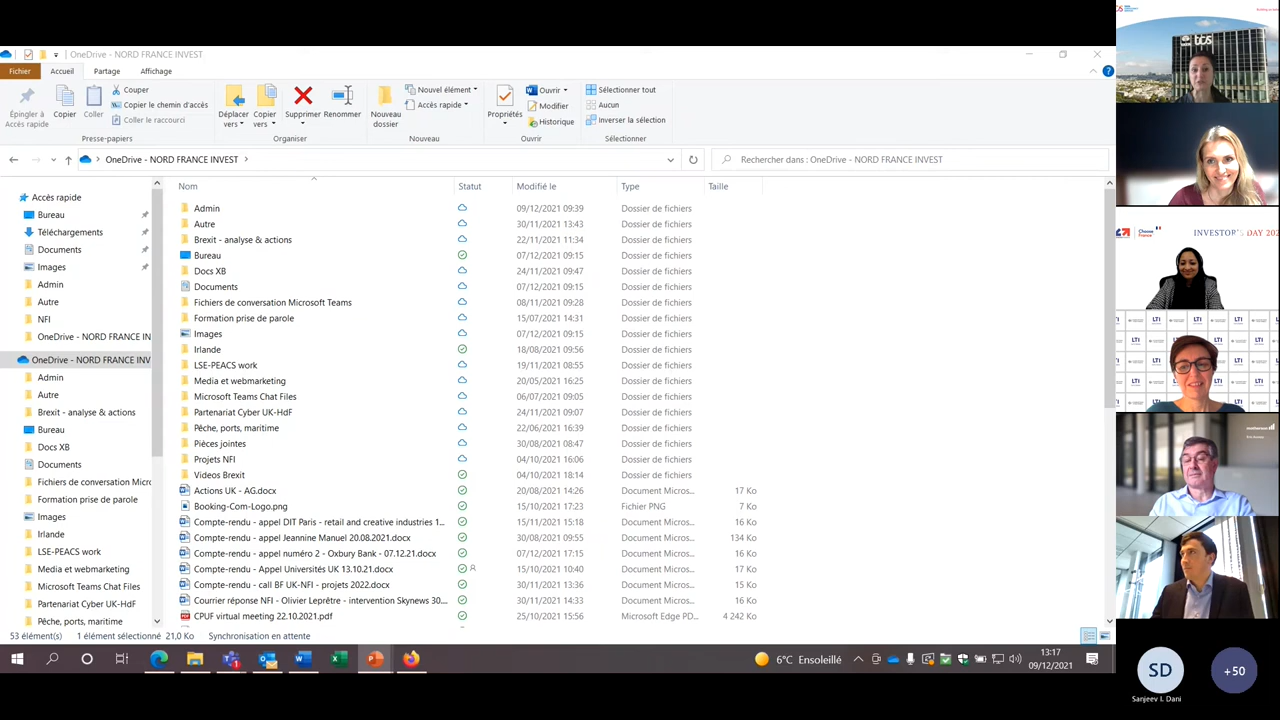 OneDrive - NORD FRANCE INVEST
Fichier Accueil Partage Affichage
Épingler à Accès rapide
Copier
Coller
Couper
Copier le chemin d'accès
Coller le raccourci
Presse-papiers
Déplacer vers
Copier vers
Supprimer
Renommer
Organiser
Nouveau dossier
Nouvel élément
Accès rapide
Nouveau
Propriétés
Ouvrir
Modifier
Historique
Ouvrir
Sélectionner tout
Aucun
Inverser la sélection
Sélectionner
OneDrive - NORD FRANCE INVEST
Rechercher dans : OneDrive - NORD FRANCE INVEST
Accès rapide
Bureau
Téléchargements
Documents
Images
Admin
Autre
NFI
OneDrive - NORD FRANCE IN
OneDrive - NORD FRANCE INV
Admin
Autre
Brexit - analyse & actions
Bureau
Docs XB
Documents
Fichiers de conversation Micro
Formation prise de parole
Images
Irlande
LSE-PEACS work
Media et webmarketing
Microsoft Teams Chat Files
Partenariat Cyber UK-HdF
Pêche, ports, maritime
Nom Statut Modifié le Type Taille
Admin 09/12/2021 09:39 Dossier de fichiers
Autre 30/11/2021 13:43 Dossier de fichiers
Brexit - analyse & actions 22/11/2021 11:34 Dossier de fichiers
Bureau 07/12/2021 09:15 Dossier de fichiers
Docs XB 24/11/2021 09:47 Dossier de fichiers
Documents 07/12/2021 09:15 Dossier de fichiers
Fichiers de conversation Microsoft Teams 08/11/2021 09:28 Dossier de fichiers
Formation prise de parole 15/07/2021 14:31 Dossier de fichiers
Images 07/12/2021 09:15 Dossier de fichiers
Irlande 18/08/2021 09:56 Dossier de fichiers
LSE-PEACS work 19/11/2021 08:55 Dossier de fichiers
Media et webmarketing 20/05/2021 16:25 Dossier de fichiers
Microsoft Teams Chat Files 06/07/2021 09:05 Dossier de fichiers
Partenariat Cyber UK-HdF 24/11/2021 09:07 Dossier de fichiers
Pêche, ports, maritime 22/06/2021 16:39 Dossier de fichiers
Pièces jointes 30/08/2021 08:47 Dossier de fichiers
Projets NFI 04/10/2021 16:06 Dossier de fichiers
Videos Brexit 04/10/2021 18:14 Dossier de fichiers
Actions UK - AG.docx 20/08/2021 14:26 Document Micros... 17 Ko
Booking-Com-Logo.png 15/10/2021 17:23 Fichier PNG 7 Ko
Compte-rendu - appel DIT Paris - retail and creative industries 1... 15/11/2021 15:18 Document Micros... 16 Ko
Compte-rendu - appel Jeannine Manuel 20.08.2021.docx 30/08/2021 09:55 Document Micros... 134 Ko
Compte-rendu - appel numéro 2 - Oxbury Bank - 07.12.21.docx 07/12/2021 17:15 Document Micros... 16 Ko
Compte-rendu - Appel Universités UK 13.10.21.docx 15/10/2021 10:40 Document Micros... 17 Ko
Compte-rendu - call BF UK-NFI - projets 2022.docx 30/11/2021 13:36 Document Micros... 15 Ko
Courrier réponse NFI - Olivier Leprêtre - intervention Skynews 30.... 30/11/2021 14:33 Document Micros... 16 Ko
CPUF virtual meeting 22.10.2021.pdf 25/10/2021 15:56 Microsoft Edge PD... 4 242 Ko
53 élément(s) 1 élément sélectionné 21,0 Ko Synchronisation en attente
6°C Ensoleillé
13:17
09/12/2021
tcs
Choose France
INVESTOR'S DAY 202
LTI
SD
+50
Sanjeev I. Dani